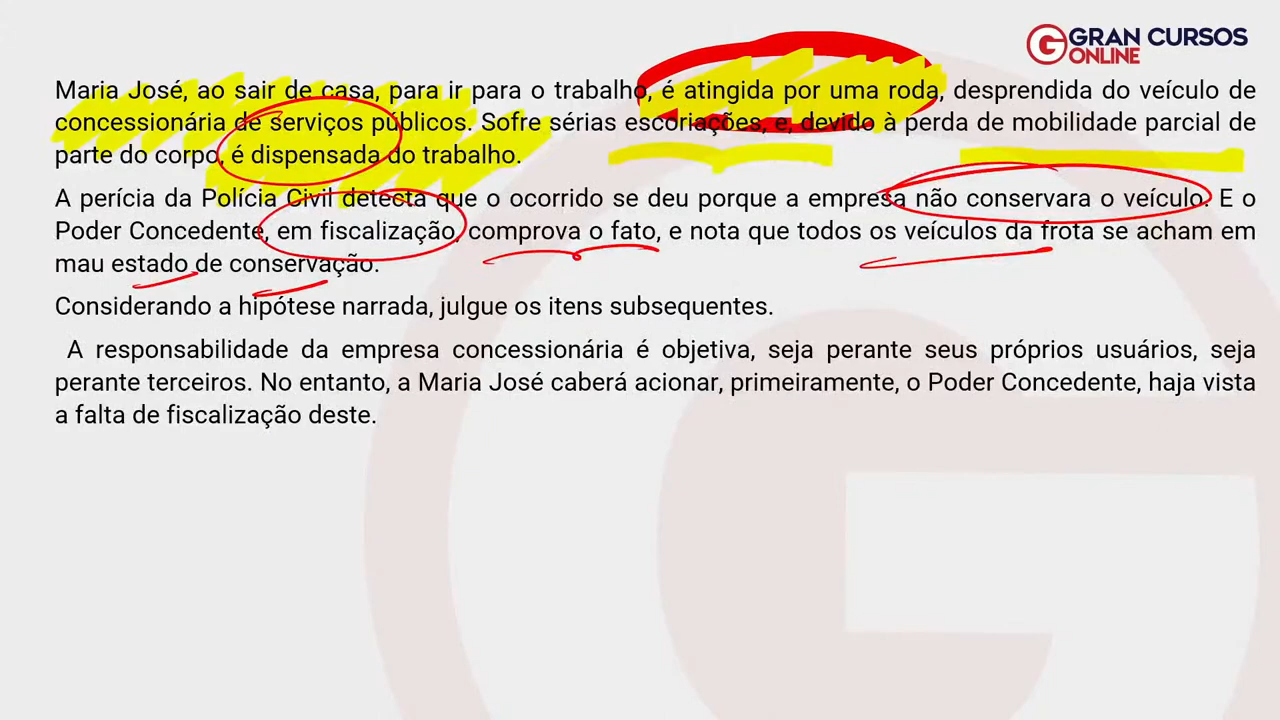 GRAN CURSOS
ONLINE
Maria José, ao sair de casa, para ir para o trabalho, é atingida por uma roda, desprendida do veículo de
concessionária de serviços públicos. Sofre sérias escoriações, e, devido à perda de mobilidade parcial de
parte do corpo, é dispensada do trabalho.
A perícia da Polícia Civil detecta que o ocorrido se deu porque a empresa não conservara o veículo. E o
Poder Concedente, em fiscalização, comprova o fato, e nota que todos os veículos da frota se acham em
mau estado de conservação.
Considerando a hipótese narrada, julgue os itens subsequentes.
A responsabilidade da empresa concessionária é objetiva, seja perante seus próprios usuários, seja
perante terceiros. No entanto, a Maria José caberá acionar, primeiramente, o Poder Concedente, haja vista
a falta de fiscalização deste.